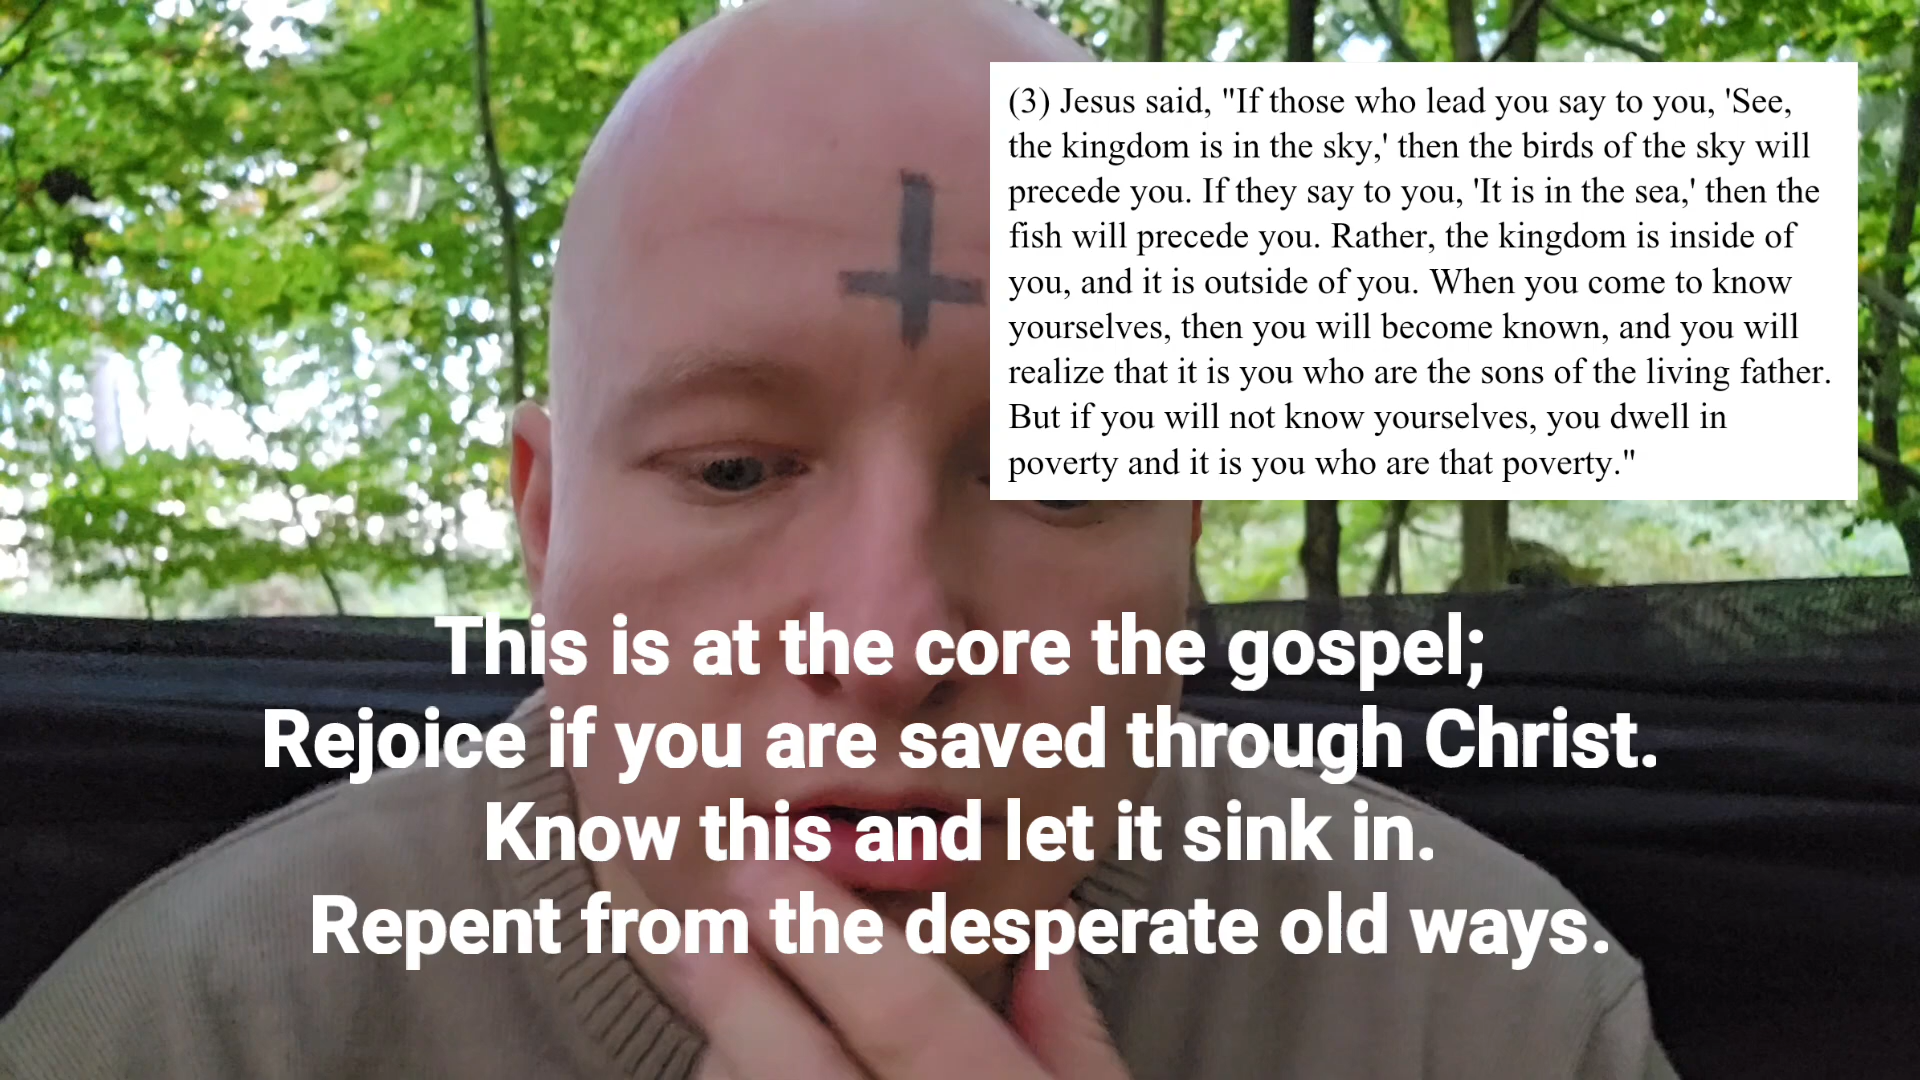 (3) Jesus said, "If those who lead you say to you, 'See,
the kingdom is in the sky,' then the birds of the sky will
precede you. If they say to you, 'It is in the sea,' then the
fish will precede you. Rather, the kingdom is inside of
you, and it is outside of you. When you come to know
yourselves, then you will become known, and you will
realize that it is you who are the sons of the living father.
But if you will not know yourselves, you dwell in
poverty and it is you who are that poverty."
This is at the core the gospel;
Rejoice if you are saved through Christ.
Know this and let it sink in.
Repent from the desperate old ways.